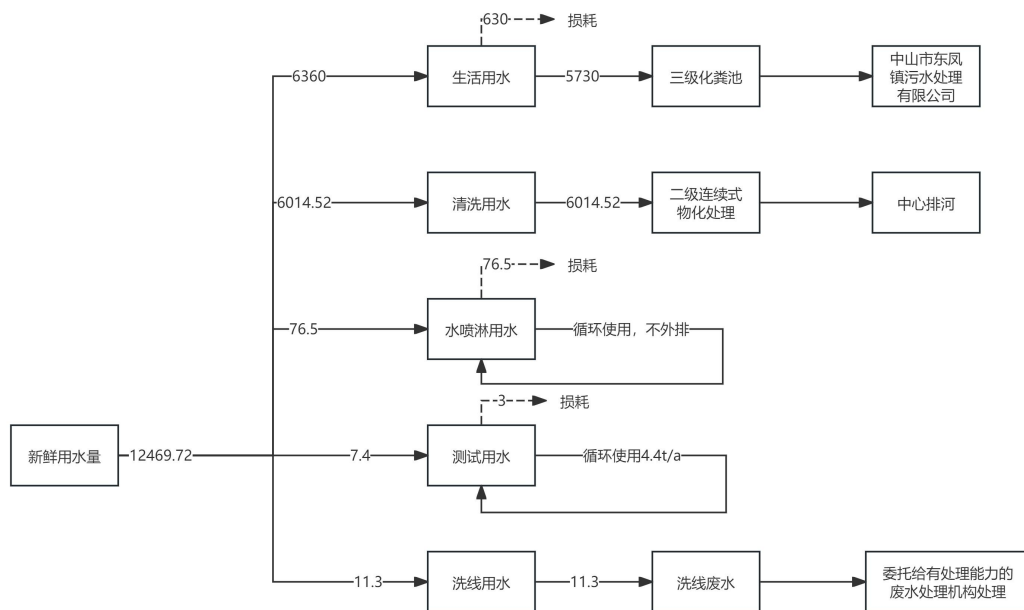 630
损耗
6360
生活用水
5730
三级化粪池
中山市东凤
镇污水处理
有限公司
6014.52
清洗用水
6014.52
二级连续式
物化处理
中心排河
76.5
损耗
76.5
水喷淋用水
循环使用，不外排
3
损耗
新鲜用水量
12469.72
7.4
测试用水
循环使用4.4t/a
11.3
洗线用水
11.3
洗线废水
委托给有处理能力的
废水处理机构处理